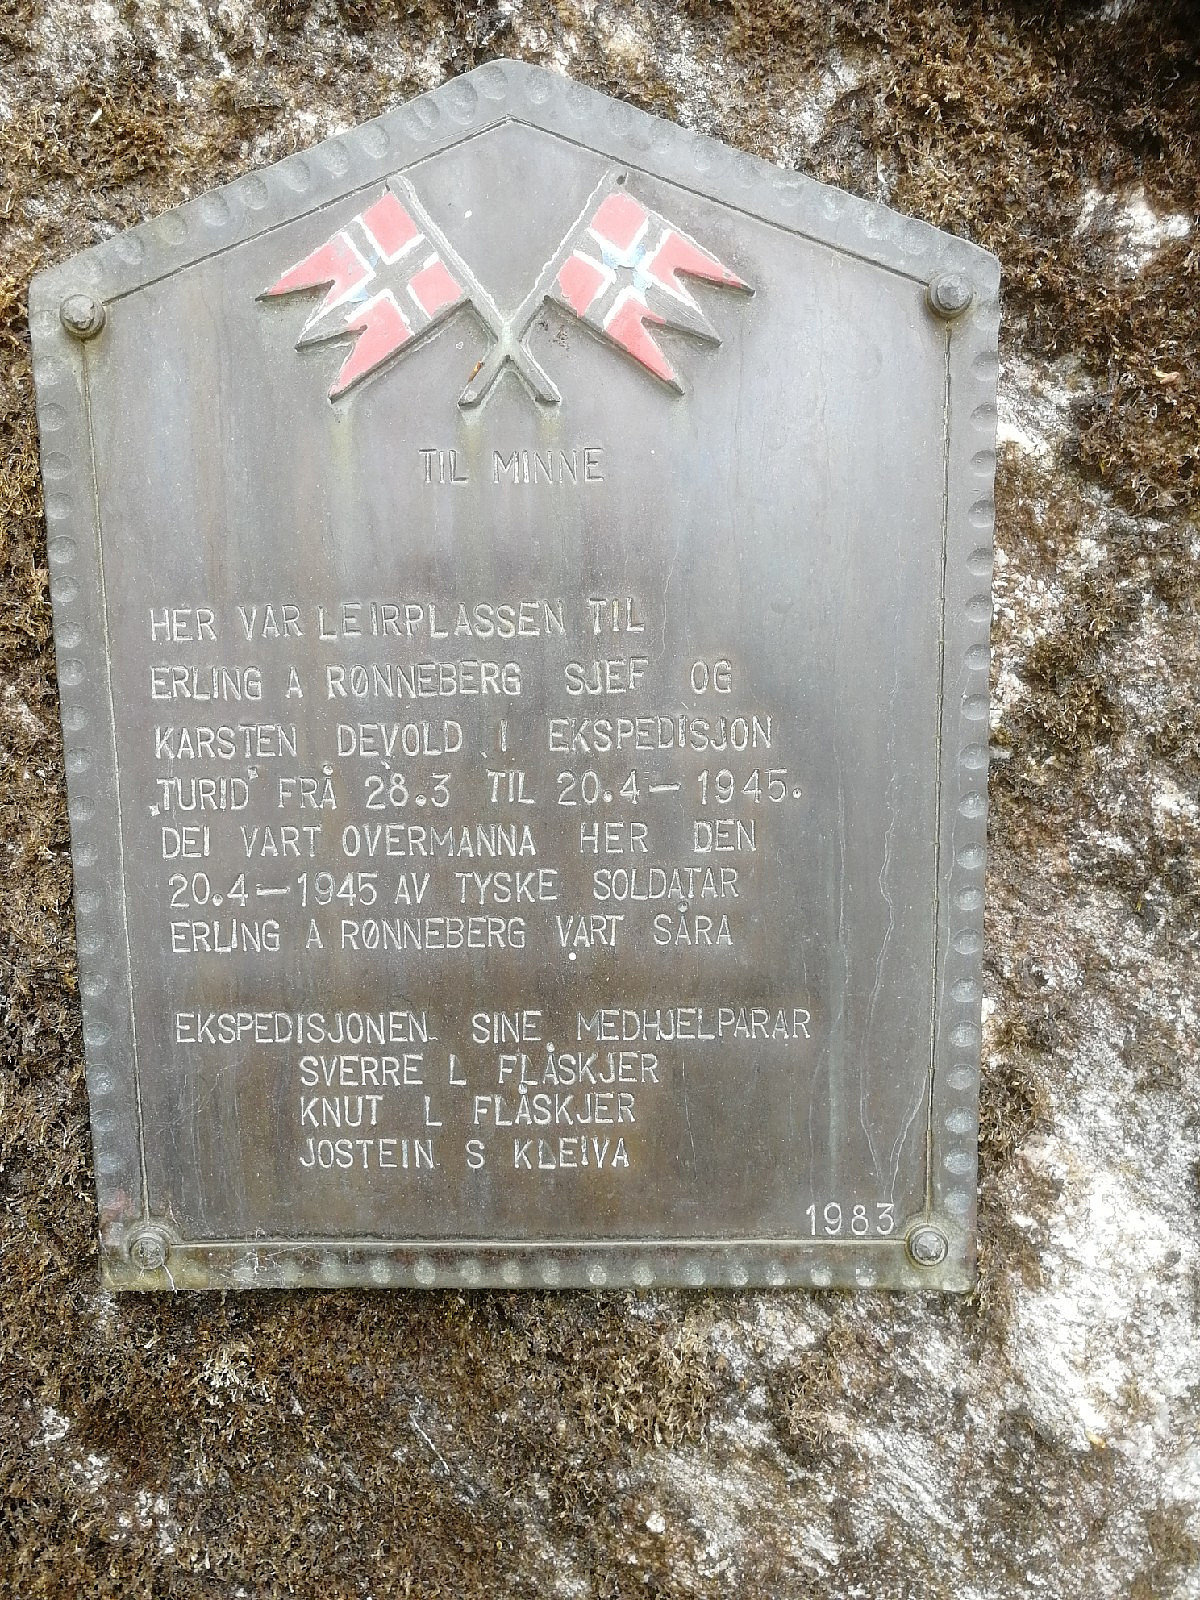 TIL MINNE
HER VAR LEIRPLASSEN TIL
ERLING A RØNNEBERG SJEF OG
KARSTEN DEVOLD I EKSPEDISJON
"TURID" FRÅ 28.3 TIL 20.4-1945.
DEI VART OVERMANNA HER DEN
20.4-1945 AV TYSKE SOLDATAR
ERLING A RØNNEBERG VART SÅRA
EKSPEDISJONEN SINE MEDHJELPARAR
SVERRE L FLÅSKJER
KNUT L FLÅSKJER
JOSTEIN S KLEIVA
1983